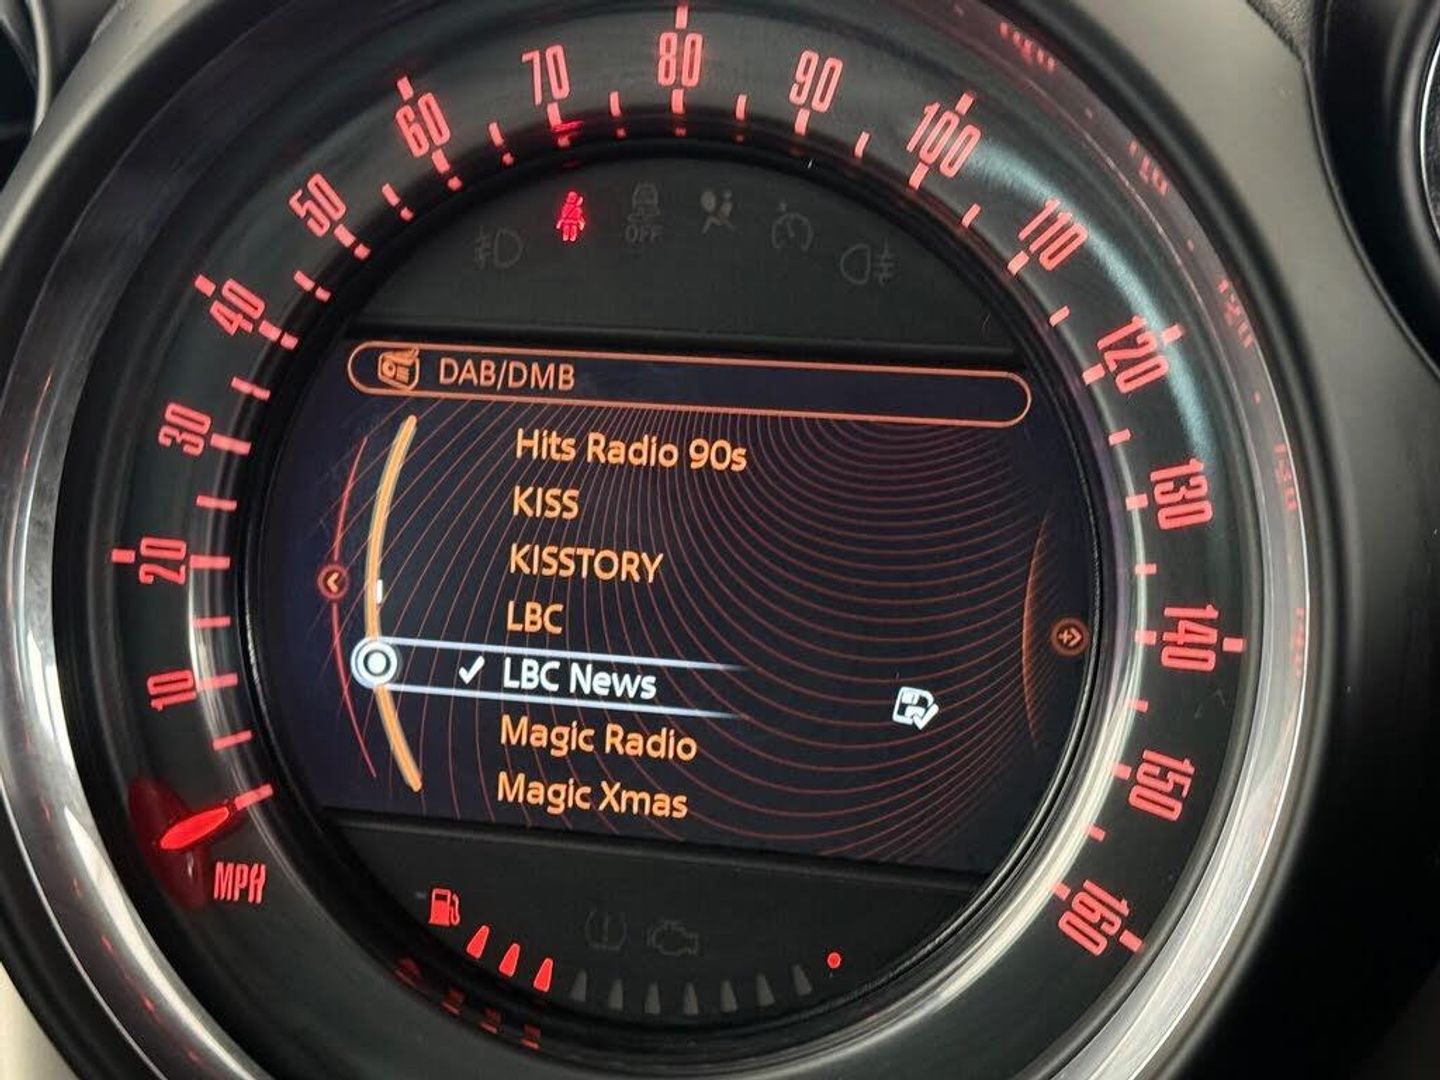 10
20
30
40
50
60
70
80
90
100
110
120
130
140
150
160
MPH
OFF
DAB/DMB
Hits Radio 90s
KISS
KISSTORY
LBC
LBC News
Magic Radio
Magic Xmas